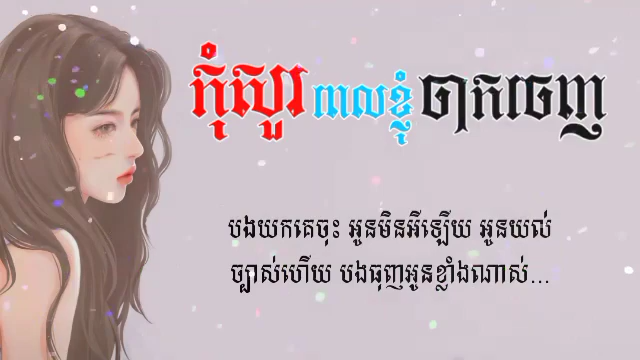 កុំសួរ ពេលខ្ញុំ ចាកចេញ
បងយកគេចុះ អូនមិនអីឡើយ អូនយល់
ច្បាស់ហើយ បងធុញអូនខ្លាំងណាស់...